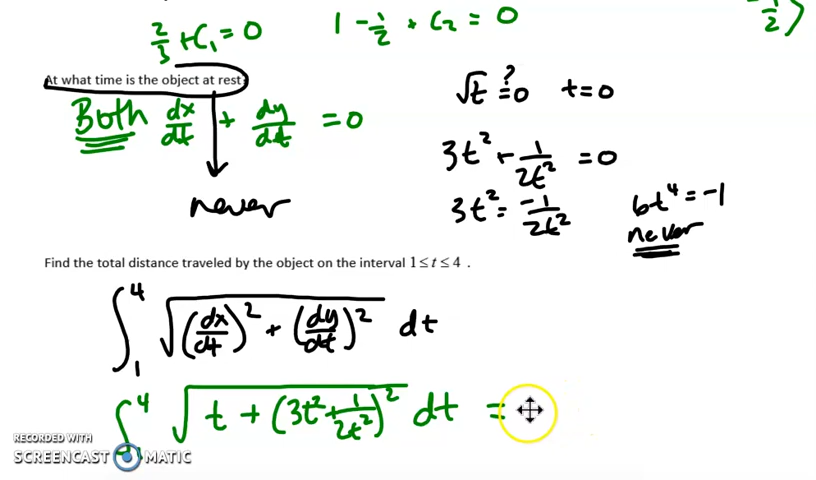 2/3 + C₁ = 0
1 - 1/2 + C₂ = 0
-1/2 )
At what time is the object at rest
√t ?= 0 t = 0
Both dx/dt + dy/dt = 0
3t² + 1/2t² = 0
never
3t² = -1/2t²
6t⁴ = -1
never
Find the total distance traveled by the object on the interval 1 ≤ t ≤ 4 .
∫₁⁴ √(dx/dt)² + (dy/dt)² dt
∫₁⁴ √t + (3t² + 1/2t²)² dt =
RECORDED WITH
SCREENCAST MATIC